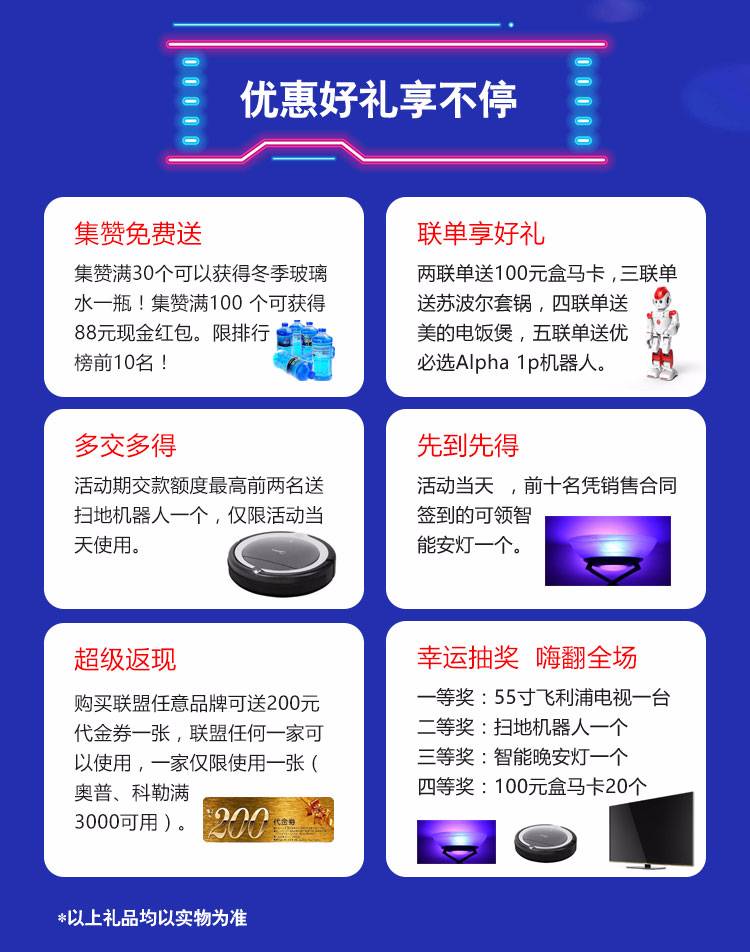 优惠好礼享不停
集赞免费送
集赞满30个可以获得冬季玻璃
水一瓶！集赞满100 个可获得
88元现金红包。限排行
榜前10名！
联单享好礼
两联单送100元盒马卡，三联单
送苏波尔套锅，四联单送
美的电饭煲，五联单送优
必选Alpha 1p机器人。
多交多得
活动期交款额度最高前两名送
扫地机器人一个，仅限活动当
天使用。
先到先得
活动当天 ，前十名凭销售合同
签到的可领智
能安灯一个。
超级返现
购买联盟任意品牌可送200元
代金券一张，联盟任何一家可
以使用，一家仅限使用一张（
奥普、科勒满
3000可用）。
200 代金券
幸运抽奖 嗨翻全场
一等奖：55寸飞利浦电视一台
二等奖：扫地机器人一个
三等奖：智能晚安灯一个
四等奖：100元盒马卡20个
*以上礼品均以实物为准